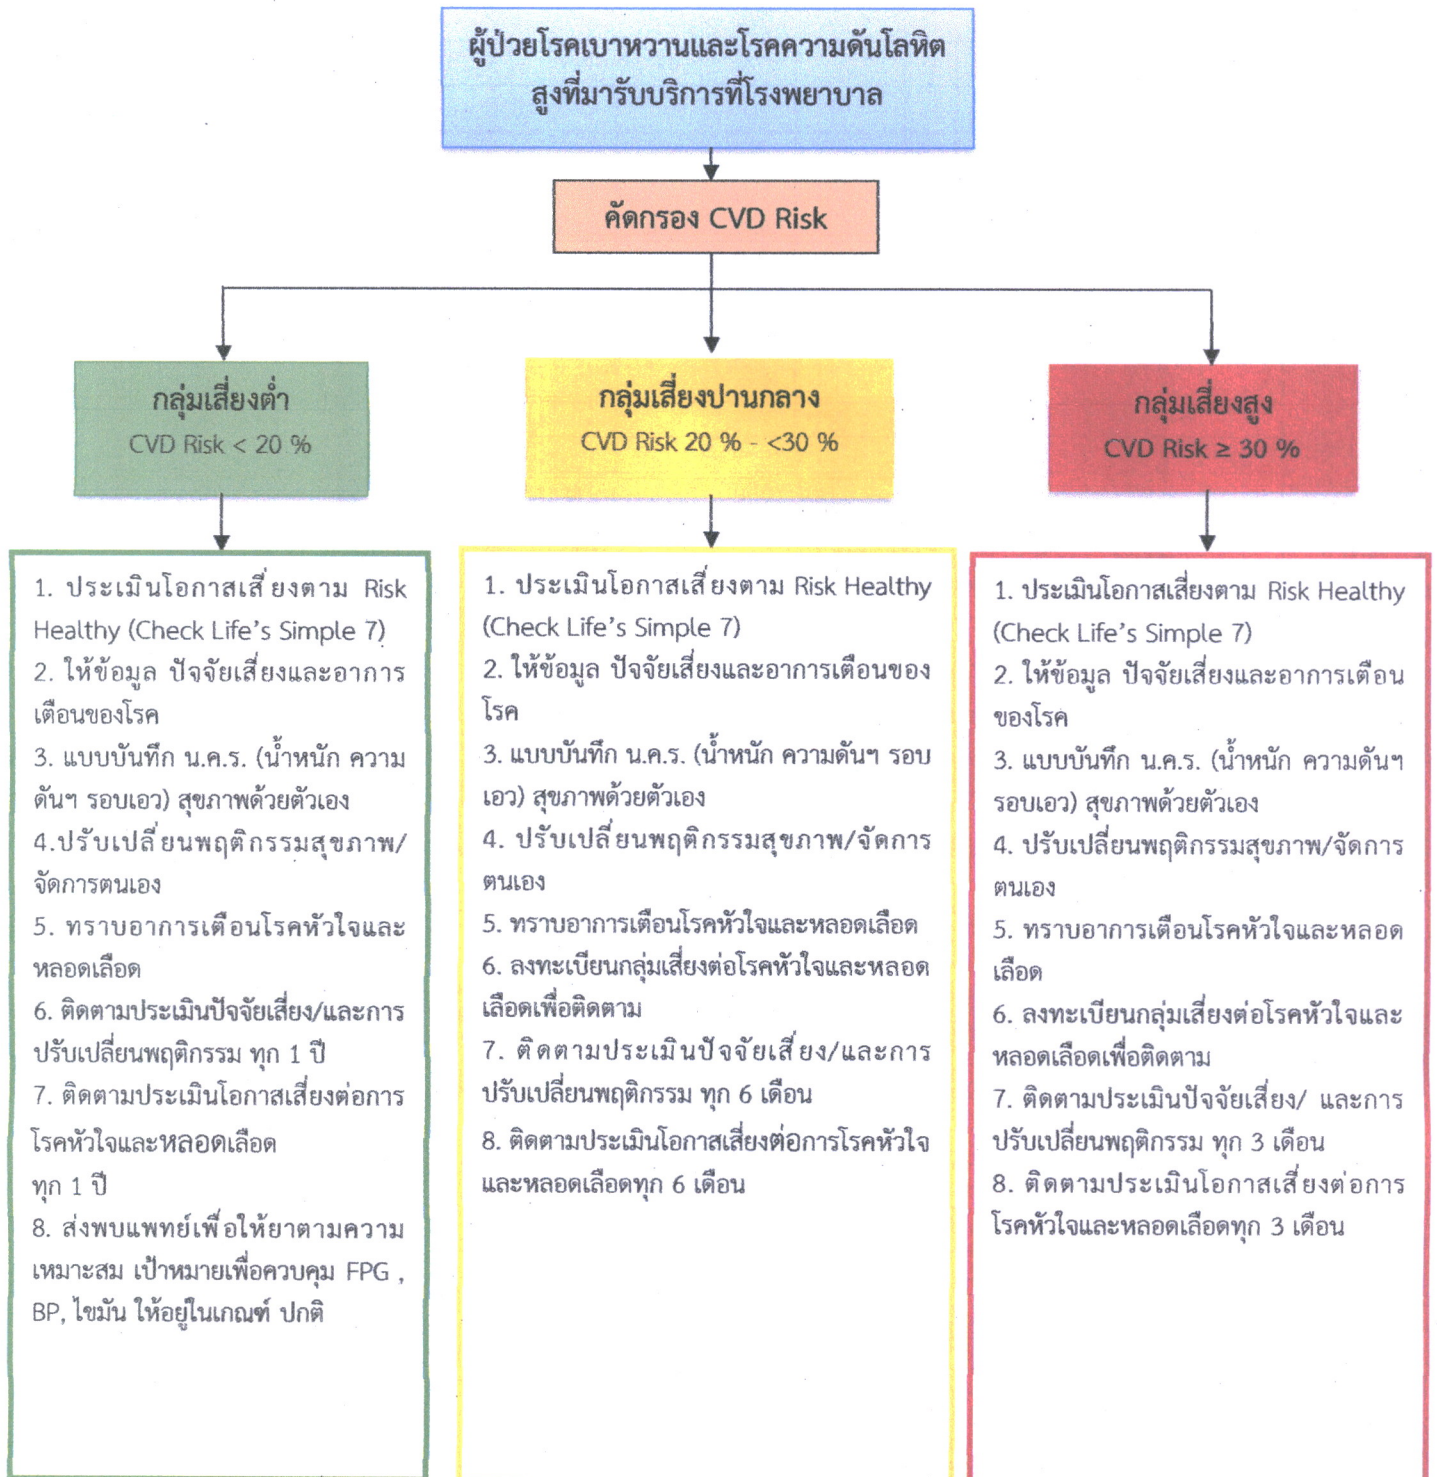 ผู้ป่วยโรคเบาหวานและโรคความดันโลหิต
สูงที่มารับบริการที่โรงพยาบาล
คัดกรอง CVD Risk
กลุ่มเสี่ยงต่ำ
CVD Risk < 20 %
กลุ่มเสี่ยงปานกลาง
CVD Risk 20 % - <30 %
กลุ่มเสี่ยงสูง
CVD Risk ≥ 30 %
1. ประเมินโอกาสเสี่ยงตาม Risk
Healthy (Check Life's Simple 7)
2. ให้ข้อมูล ปัจจัยเสี่ยงและอาการ
เตือนของโรค
3. แบบบันทึก น.ค.ร. (น้ำหนัก ความ
ดันฯ รอบเอว) สุขภาพด้วยตัวเอง
4.ปรับเปลี่ยนพฤติกรรมสุขภาพ/
จัดการตนเอง
5. ทราบอาการเตือนโรคหัวใจและ
หลอดเลือด
6. ติดตามประเมินปัจจัยเสี่ยง/และการ
ปรับเปลี่ยนพฤติกรรม ทุก 1 ปี
7. ติดตามประเมินโอกาสเสี่ยงต่อการ
โรคหัวใจและหลอดเลือด
ทุก 1 ปี
8. ส่งพบแพทย์เพื่อให้ยาตามความ
เหมาะสม เป้าหมายเพื่อควบคุม FPG ,
BP, ไขมัน ให้อยู่ในเกณฑ์ ปกติ
1. ประเมินโอกาสเสี่ยงตาม Risk Healthy
(Check Life's Simple 7)
2. ให้ข้อมูล ปัจจัยเสี่ยงและอาการเตือนของ
โรค
3. แบบบันทึก น.ค.ร. (น้ำหนัก ความดันฯ รอบ
เอว) สุขภาพด้วยตัวเอง
4. ปรับเปลี่ยนพฤติกรรมสุขภาพ/จัดการ
ตนเอง
5. ทราบอาการเตือนโรคหัวใจและหลอดเลือด
6. ลงทะเบียนกลุ่มเสี่ยงต่อโรคหัวใจและหลอด
เลือดเพื่อติดตาม
7. ติดตามประเมินปัจจัยเสี่ยง/และการ
ปรับเปลี่ยนพฤติกรรม ทุก 6 เดือน
8. ติดตามประเมินโอกาสเสี่ยงต่อการโรคหัวใจ
และหลอดเลือดทุก 6 เดือน
1. ประเมินโอกาสเสี่ยงตาม Risk Healthy
(Check Life's Simple 7)
2. ให้ข้อมูล ปัจจัยเสี่ยงและอาการเตือน
ของโรค
3. แบบบันทึก น.ค.ร. (น้ำหนัก ความดันฯ
รอบเอว) สุขภาพด้วยตัวเอง
4. ปรับเปลี่ยนพฤติกรรมสุขภาพ/จัดการ
ตนเอง
5. ทราบอาการเตือนโรคหัวใจและหลอด
เลือด
6. ลงทะเบียนกลุ่มเสี่ยงต่อโรคหัวใจและ
หลอดเลือดเพื่อติดตาม
7. ติดตามประเมินปัจจัยเสี่ยง/ และการ
ปรับเปลี่ยนพฤติกรรม ทุก 3 เดือน
8. ติดตามประเมินโอกาสเสี่ยงต่อการ
โรคหัวใจและหลอดเลือดทุก 3 เดือน